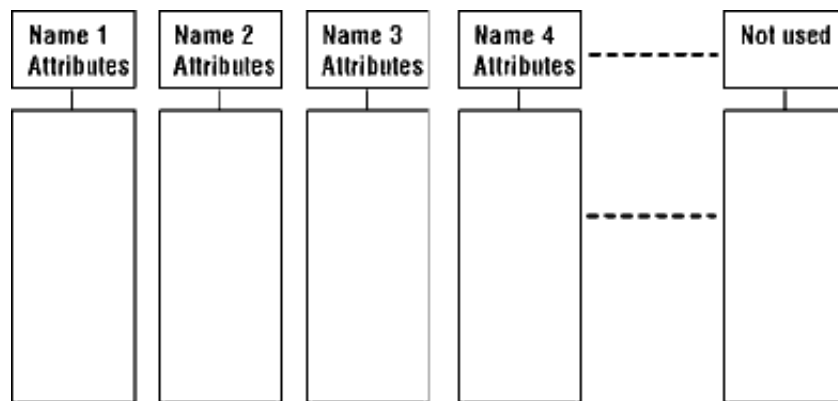 Name 1
Attributes
Name 2
Attributes
Name 3
Attributes
Name 4
Attributes
Not used